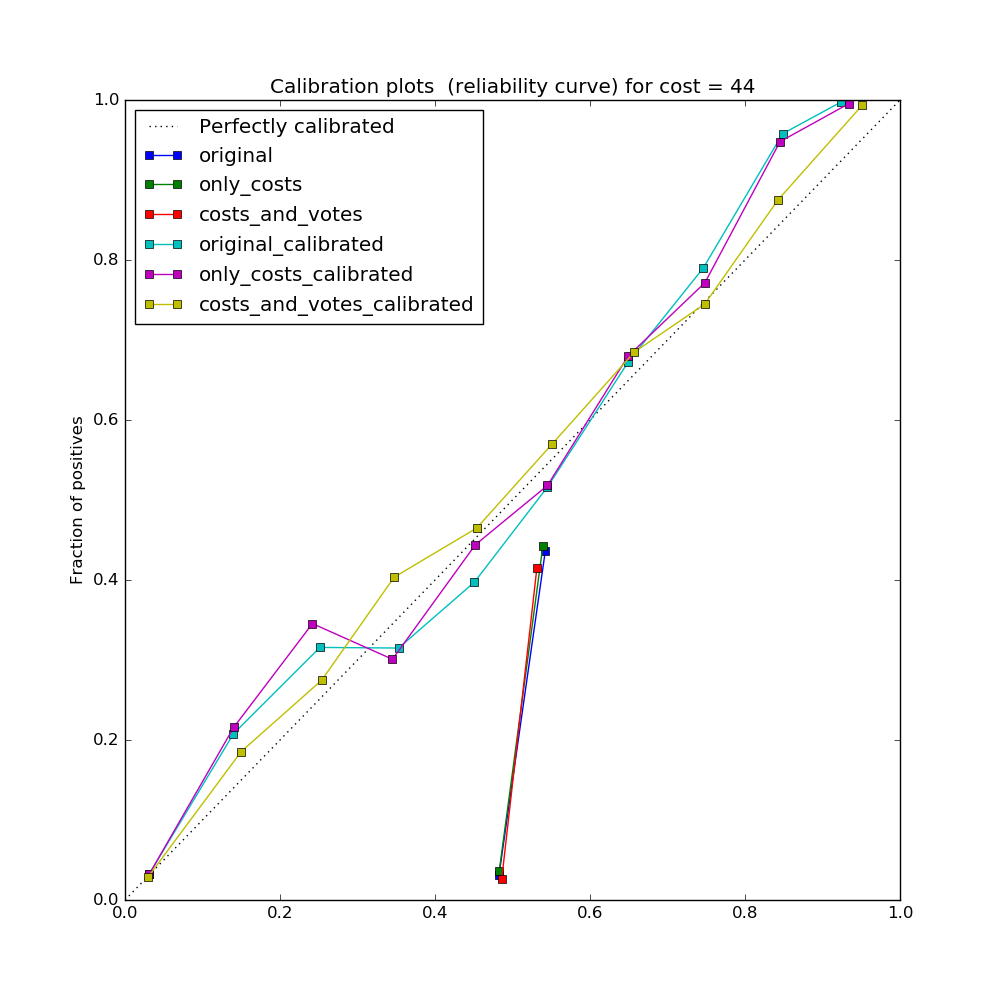 Calibration plots  (reliability curve) for cost = 44
Perfectly calibrated
original
only_costs
costs_and_votes
original_calibrated
only_costs_calibrated
costs_and_votes_calibrated
Fraction of positives
1.0
0.8
0.6
0.4
0.2
0.0
0.0 0.2 0.4 0.6 0.8 1.0